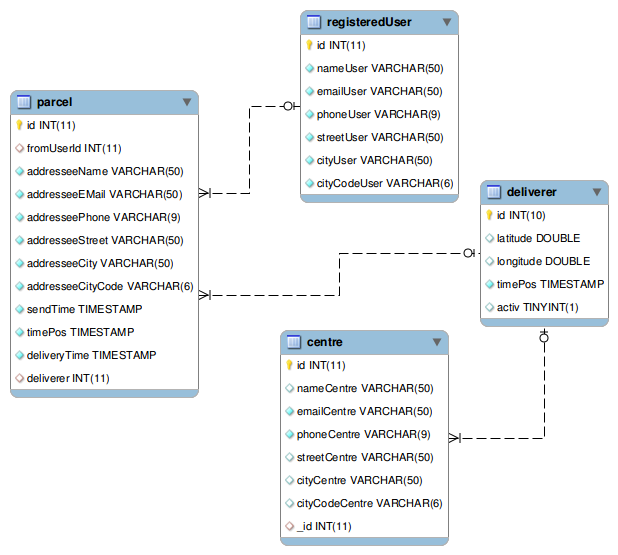 registeredUser
id INT(11)
nameUser VARCHAR(50)
emailUser VARCHAR(50)
phoneUser VARCHAR(9)
streetUser VARCHAR(50)
cityUser VARCHAR(50)
cityCodeUser VARCHAR(6)
parcel
id INT(11)
fromUserId INT(11)
addresseeName VARCHAR(50)
addresseeEMail VARCHAR(50)
addresseePhone VARCHAR(9)
addresseeStreet VARCHAR(50)
addresseeCity VARCHAR(50)
addresseeCityCode VARCHAR(6)
sendTime TIMESTAMP
timePos TIMESTAMP
deliveryTime TIMESTAMP
deliverer INT(11)
deliverer
id INT(10)
latitude DOUBLE
longitude DOUBLE
timePos TIMESTAMP
activ TINYINT(1)
centre
id INT(11)
nameCentre VARCHAR(50)
emailCentre VARCHAR(50)
phoneCentre VARCHAR(9)
streetCentre VARCHAR(50)
cityCentre VARCHAR(50)
cityCodeCentre VARCHAR(6)
_id INT(11)